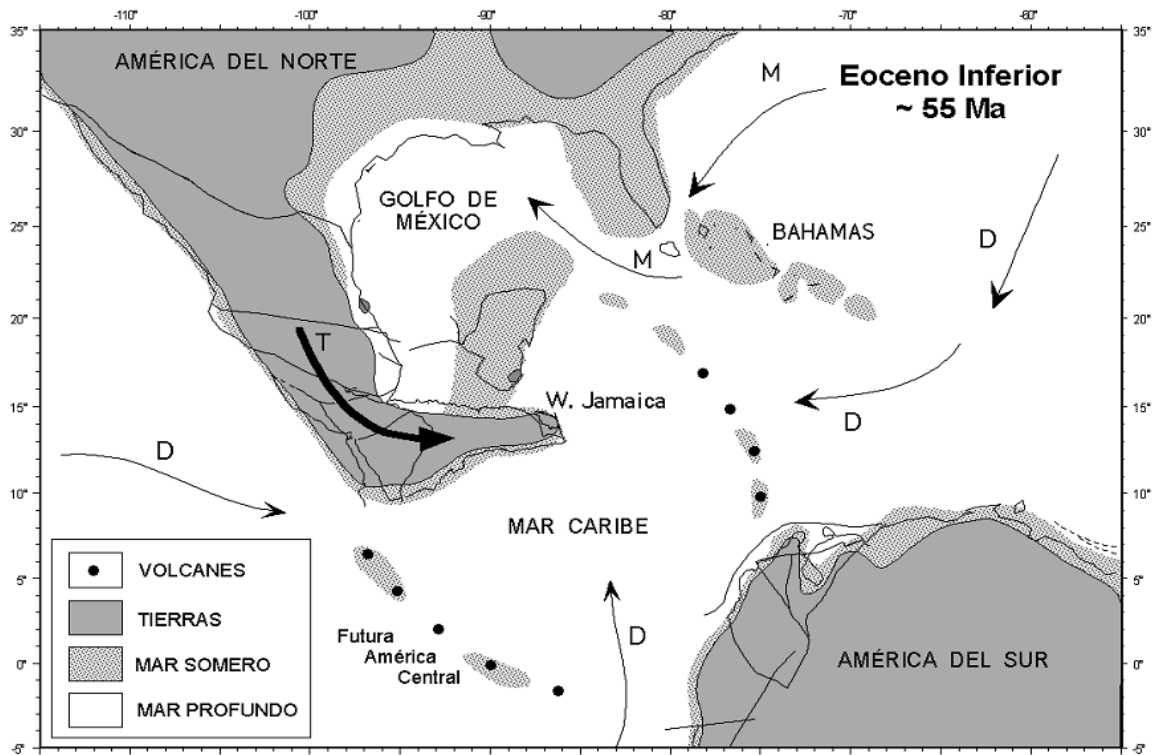 -110 -100 -90 -80 -70 -60
35° 35°
AMÉRICA DEL NORTE
M
Eoceno Inferior
~ 55 Ma
30° 30°
GOLFO DE
MÉXICO
BAHAMAS
D
25° 25°
M
20° 20°
T
W. Jamaica
15° 15°
D
D
10° 10°
MAR CARIBE
VOLCANES
5° 5°
TIERRAS
Futura
América
Central
D
MAR SOMERO
0° 0°
AMÉRICA DEL SUR
MAR PROFUNDO
-5° -5°